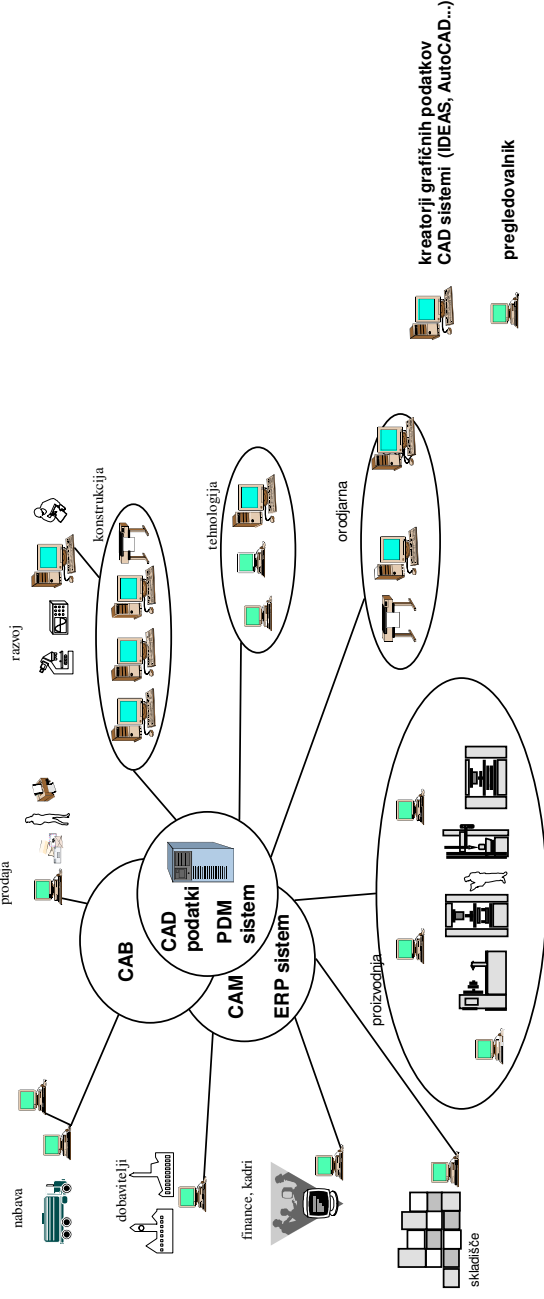 nabava
prodaja
razvoj
konstrukcija
dobavitelji
CAB
CAD
podatki
PDM
sistem
tehnologija
CAM
ERP sistem
finance, kadri
orodjarna
proizvodnja
skladišče
kreatorji grafičnih podatkov
CAD sistemi (IDEAS, AutoCAD...)
pregledovalnik